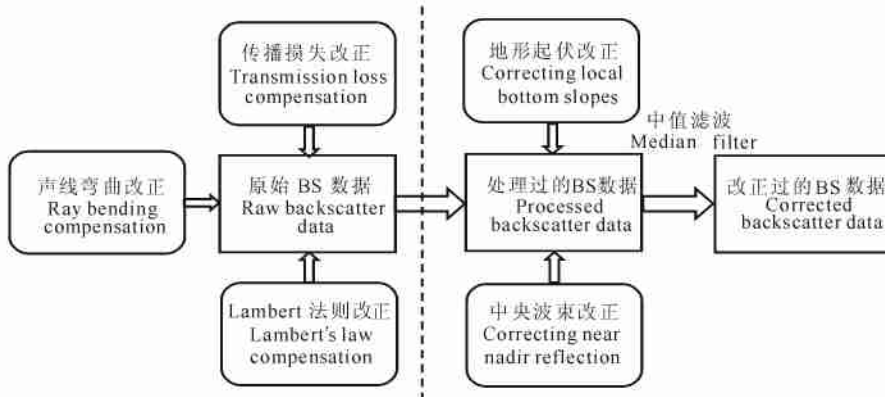 传播损失改正
Transmission loss
compensation
地形起伏改正
Correcting local
bottom slopes
中值滤波
Median filter
声线弯曲改正
Ray bending
compensation
原始 BS 数据
Raw backscatter
data
处理过的BS数据
Processed
backscatter data
改正过的BS数据
Corrected
backscatter data
Lambert 法则改正
Lambert's law
compensation
中央波束改正
Correcting near
nadir reflection